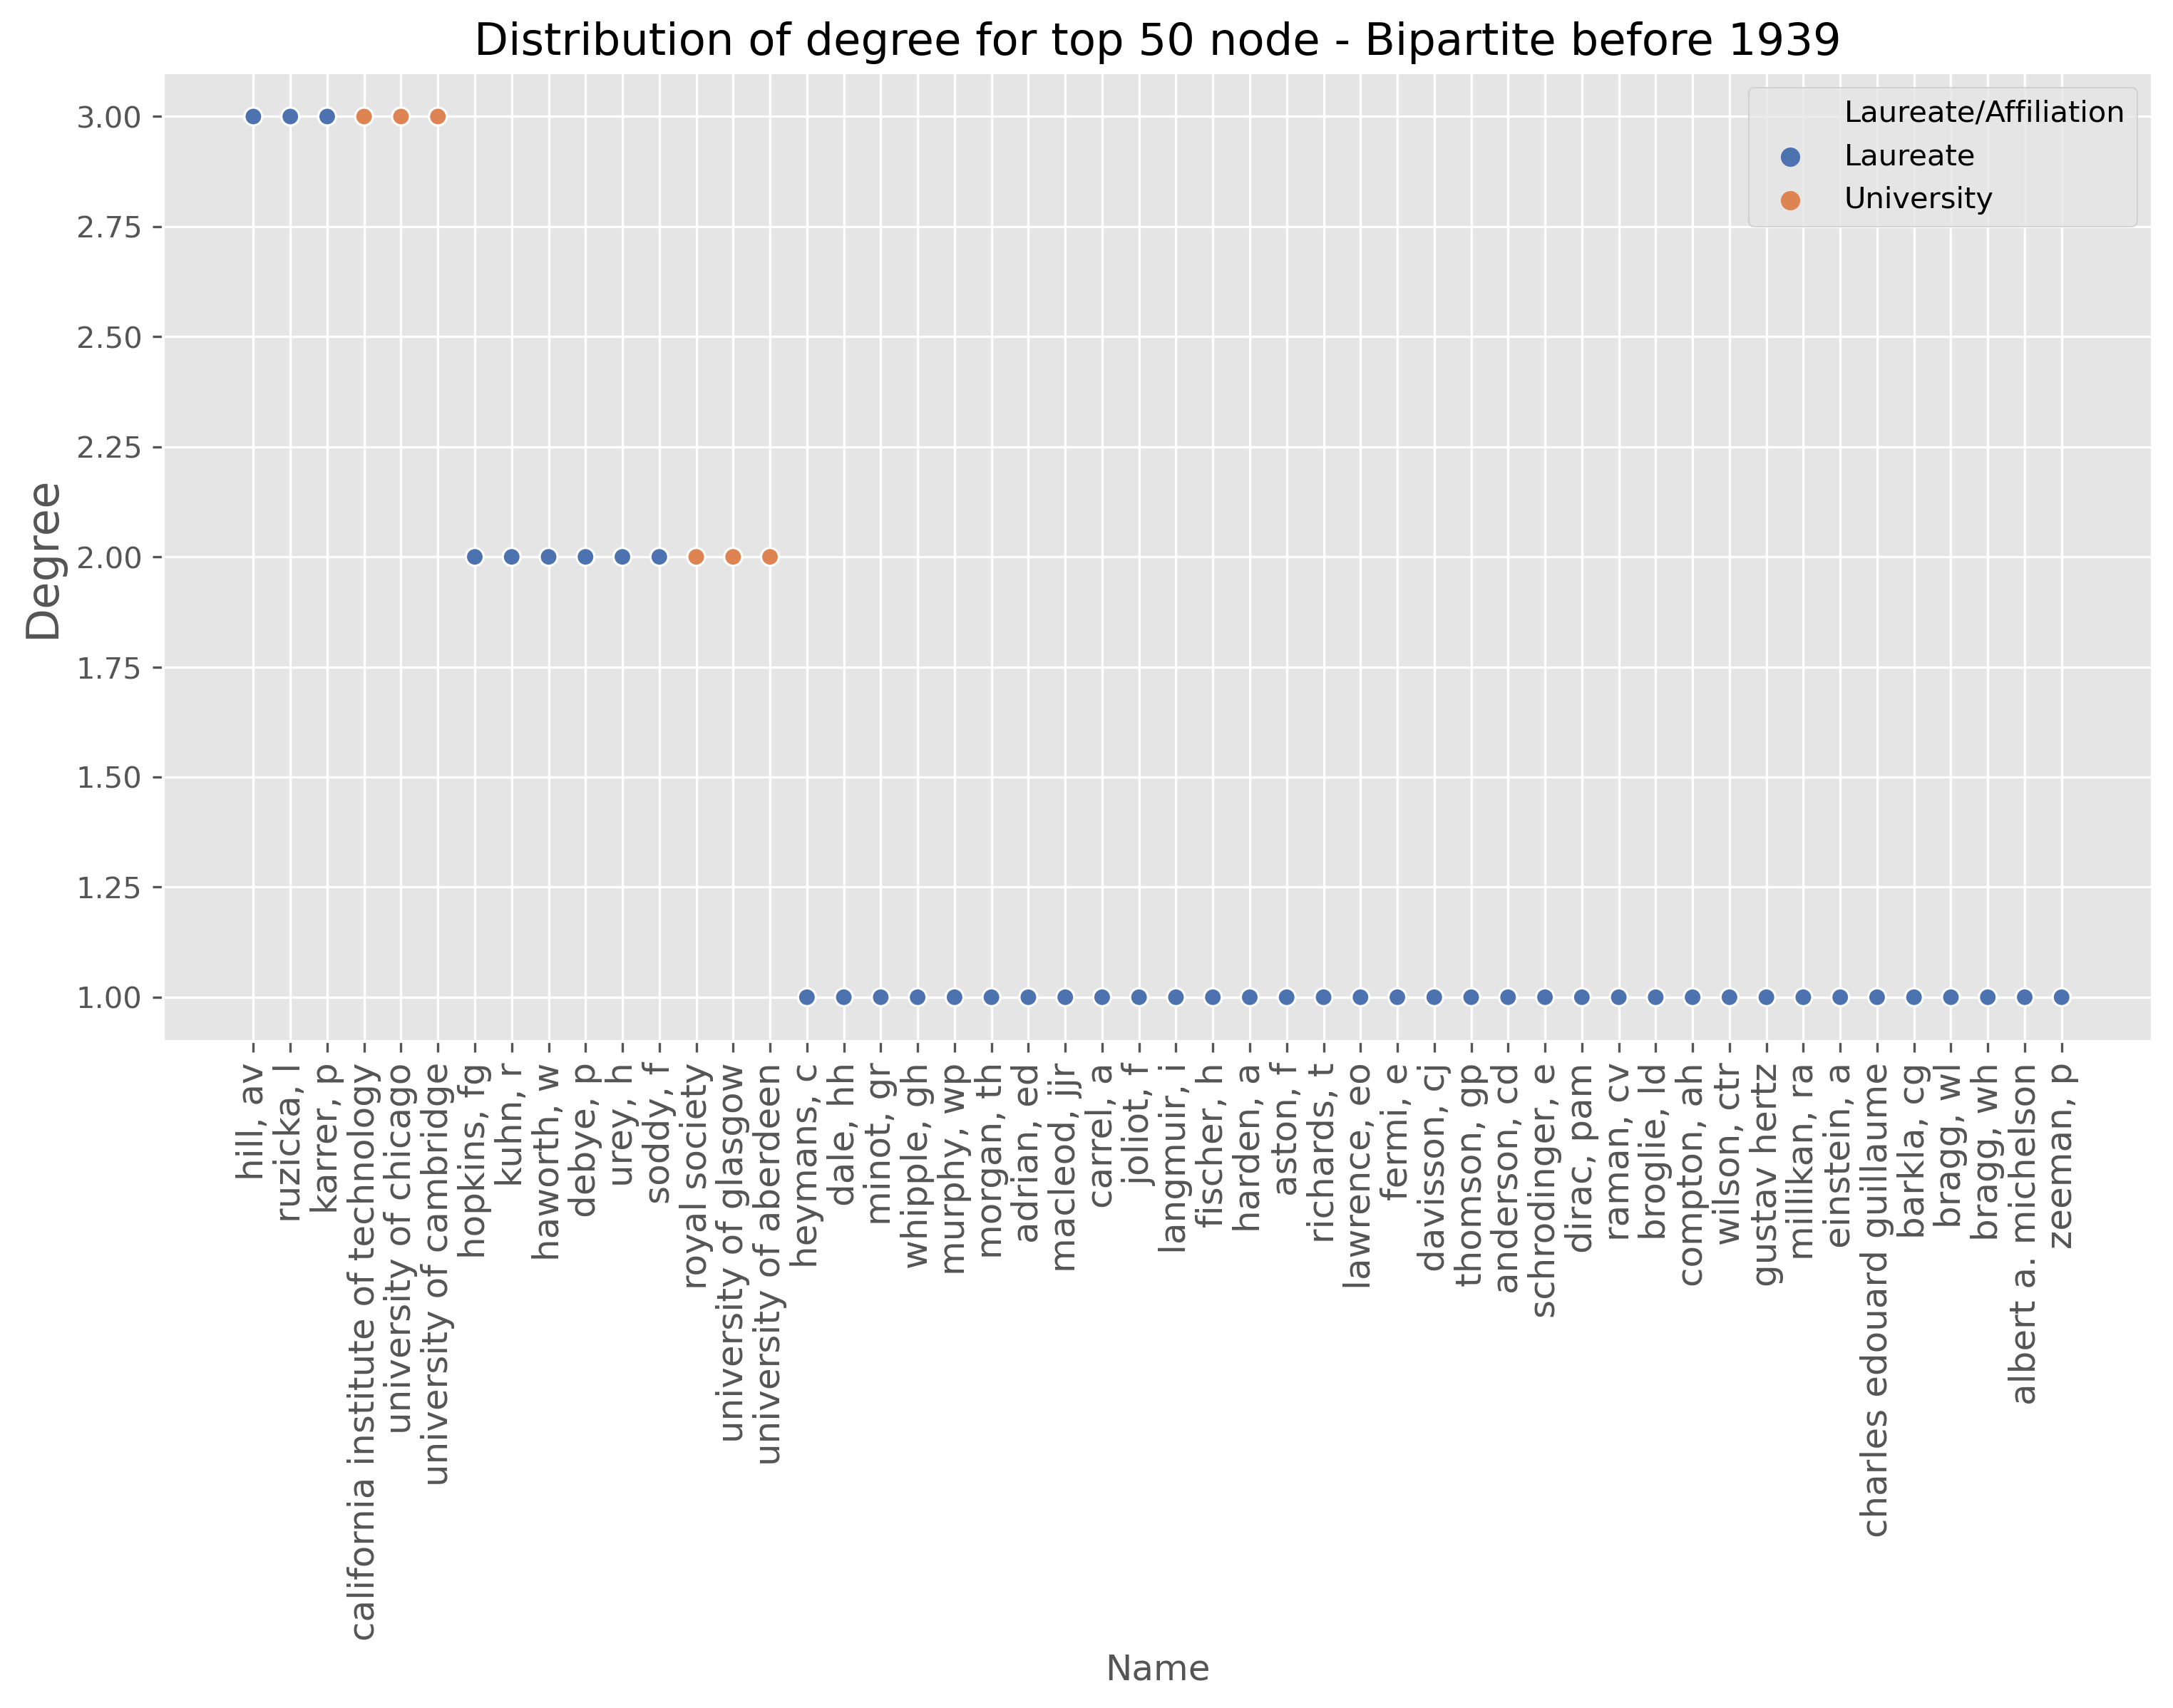 Distribution of degree for top 50 node - Bipartite before 1939
Laureate/Affiliation
Laureate
University
Degree
3.00
2.75
2.50
2.25
2.00
1.75
1.50
1.25
1.00
hill, av
ruzicka, l
karrer, p
california institute of technology
university of chicago
university of cambridge
hopkins, fg
kuhn, r
haworth, w
debye, p
urey, h
soddy, f
royal society
university of glasgow
university of aberdeen
heymans, c
dale, hh
minot, gr
whipple, gh
murphy, wp
morgan, th
adrian, ed
macleod, jjr
carrel, a
joliot, f
langmuir, i
fischer, h
harden, a
aston, f
richards, t
lawrence, eo
fermi, e
davisson, cj
thomson, gp
anderson, cd
schrodinger, e
dirac, pam
raman, cv
broglie, ld
compton, ah
wilson, ctr
gustav hertz
millikan, ra
einstein, a
charles edouard guillaume
barkla, cg
bragg, wl
bragg, wh
albert a. michelson
zeeman, p
Name